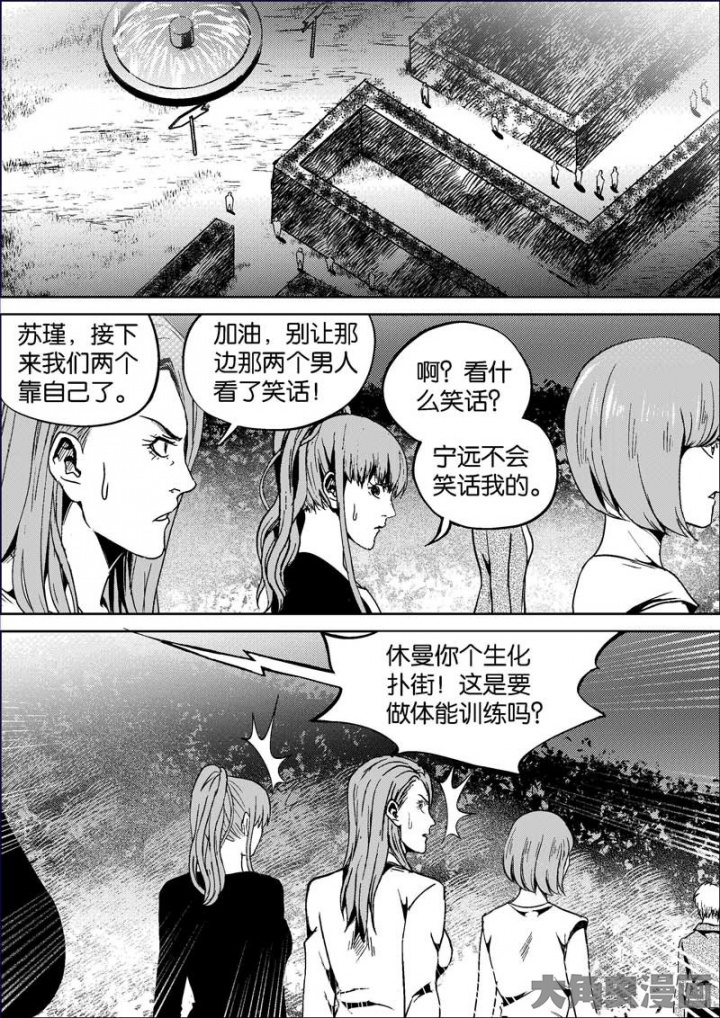 苏瑾，接下
来我们两个
靠自己了。
加油，别让那
边那两个男人
看了笑话！
啊？看什
么笑话？
宁远不会
笑话我的。
休曼你个生化
扑街！这是要
做体能训练吗？
大角虫漫画